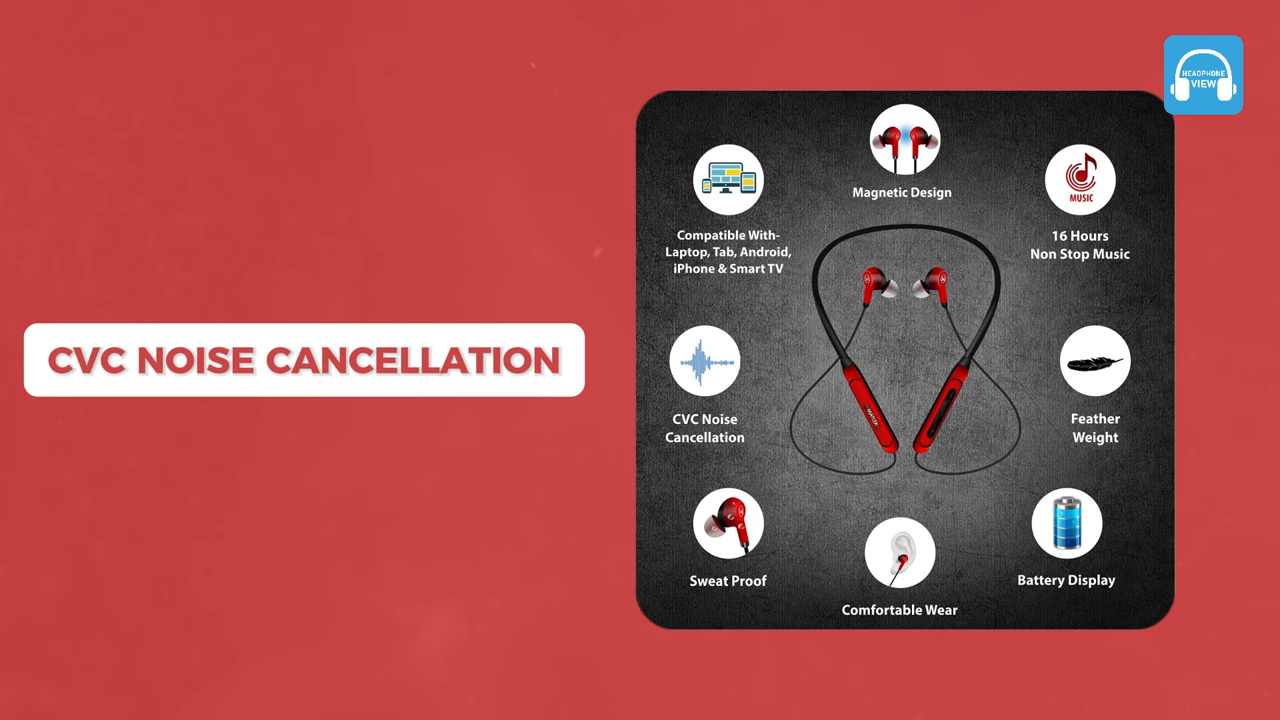 HEADPHONE
VIEW
CVC NOISE CANCELLATION
Magnetic Design
Compatible With-
Laptop, Tab, Android,
iPhone & Smart TV
MUSIC
16 Hours
Non Stop Music
CVC Noise
Cancellation
Feather
Weight
Sweat Proof
Comfortable Wear
Battery Display